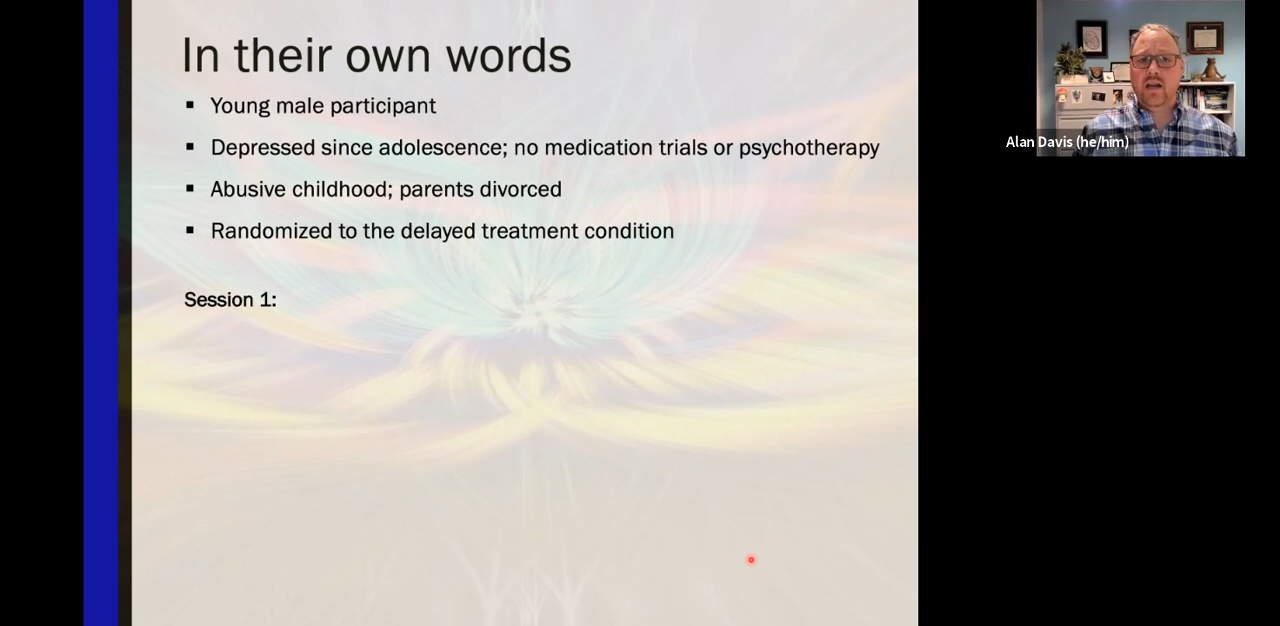 In their own words
▪ Young male participant
▪ Depressed since adolescence; no medication trials or psychotherapy
▪ Abusive childhood; parents divorced
▪ Randomized to the delayed treatment condition
Session 1:
Alan Davis (he/him)